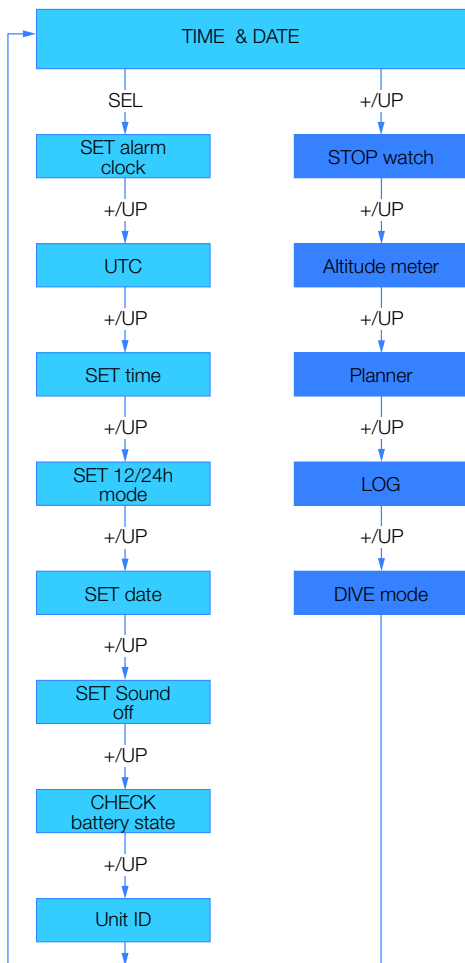 TIME & DATE
SEL
SET alarm
clock
+/UP
UTC
+/UP
SET time
+/UP
SET 12/24h
mode
+/UP
SET date
+/UP
SET Sound
off
+/UP
CHECK
battery state
+/UP
Unit ID
+/UP
STOP watch
+/UP
Altitude meter
+/UP
Planner
+/UP
LOG
+/UP
DIVE mode